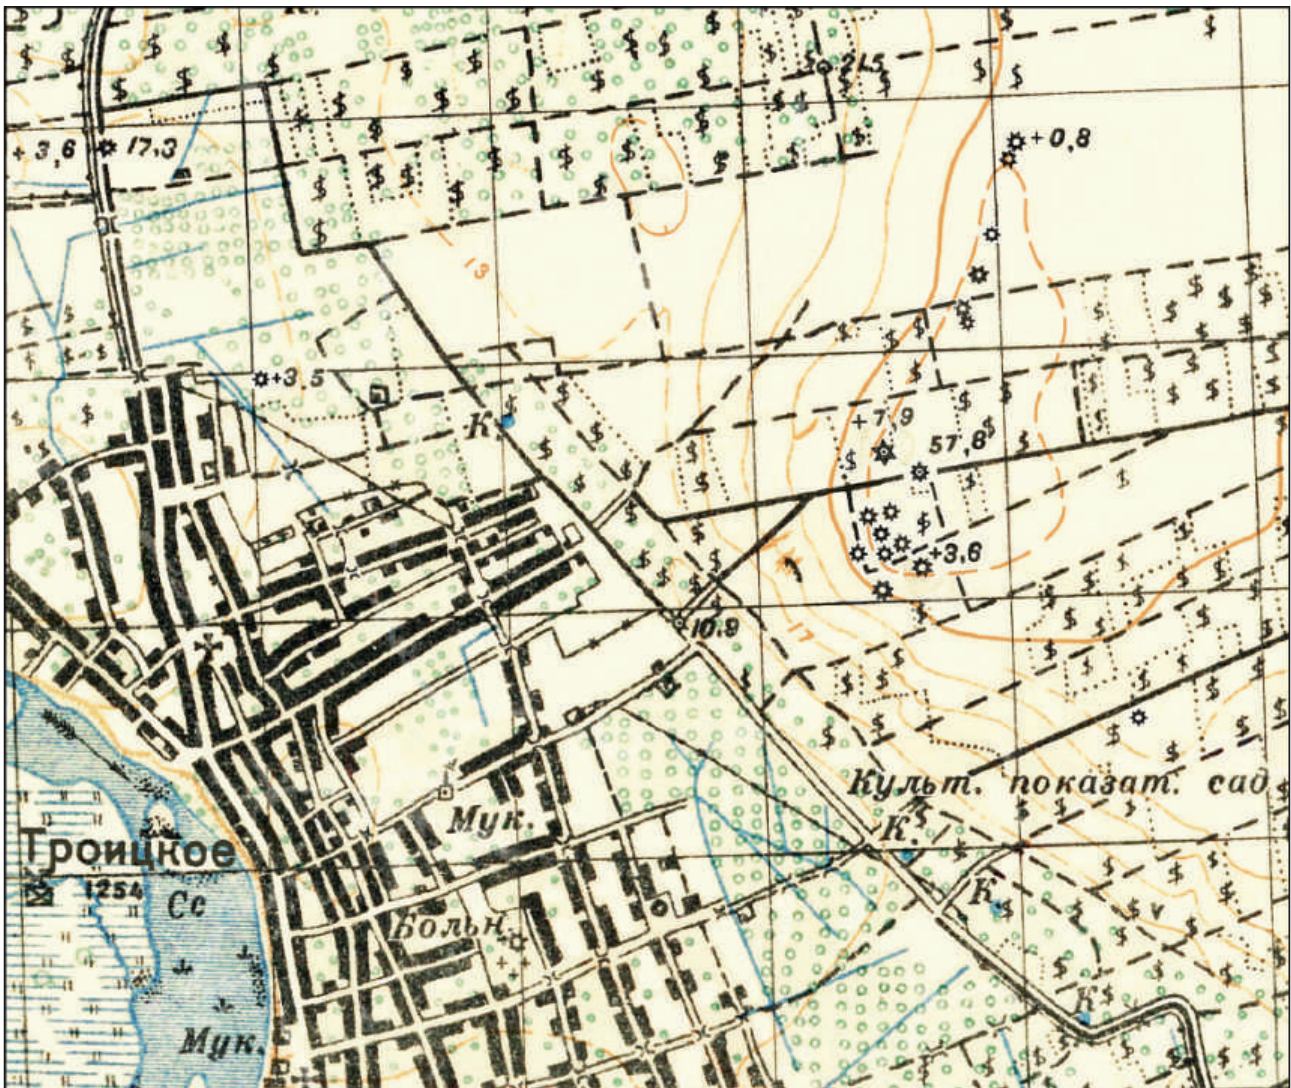 21,5
+0,8
+3,6
17,3
13
+3,5
К.
+7,9
57,8
+3,6
10.9
17
Культ. показат. сад
Мук.
К.
Троицкое
1254
Сс
К
Больн.
К
Мук.